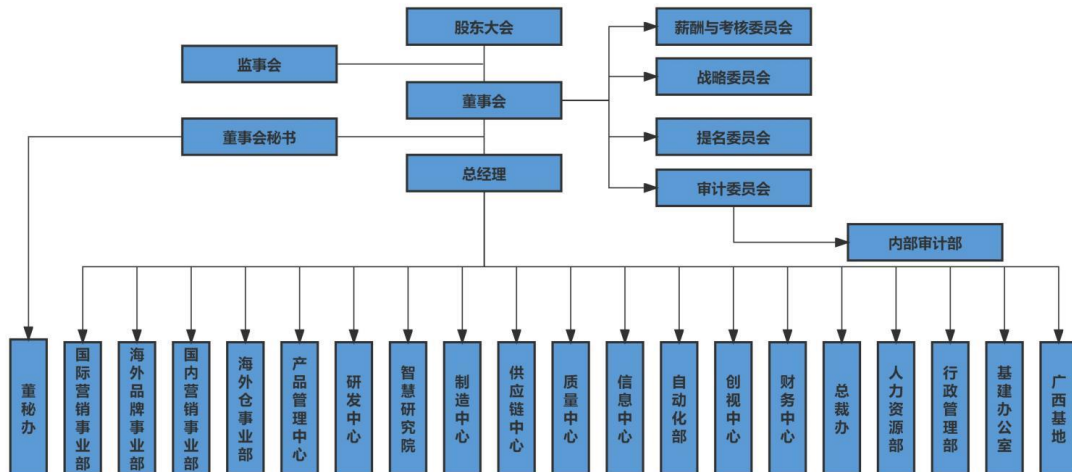 股东大会
薪酬与考核委员会
监事会
战略委员会
董事会
董事会秘书
提名委员会
总经理
审计委员会
内部审计部
董秘办
国际营销事业部
海外品牌事业部
国内营销事业部
海外仓事业部
产品管理中心
研发中心
智慧研究院
制造中心
供应链中心
质量中心
信息中心
自动化部
创视中心
财务中心
总裁办
人力资源部
行政管理部
基建办公室
广西基地